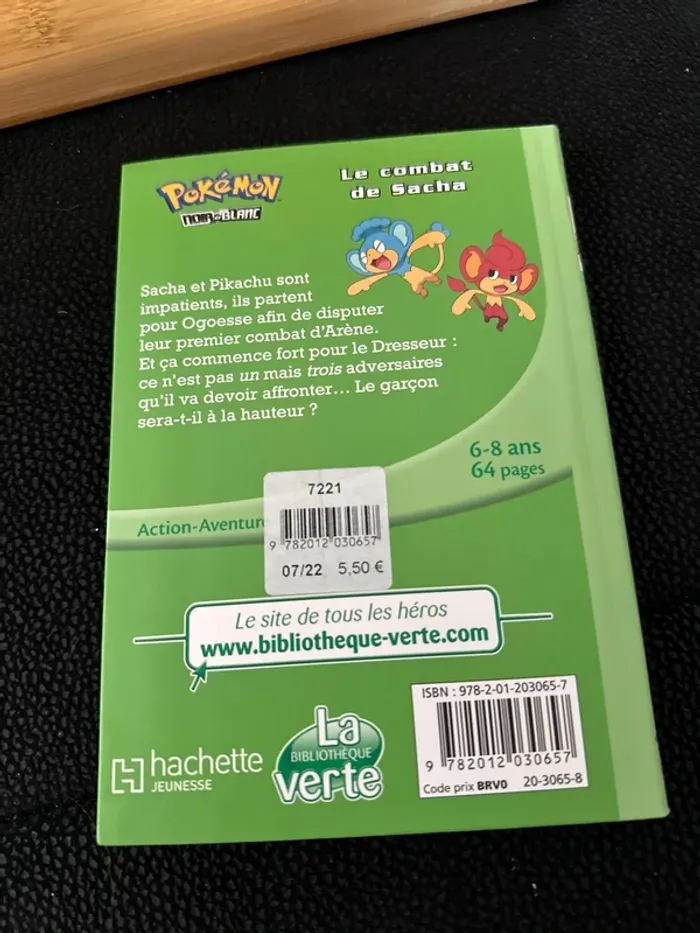 POKÉMON
NOIR & BLANC
Le combat
de Sacha
Sacha et Pikachu sont
impatients, ils partent
pour Ogoesse afin de disputer
leur premier combat d'Arène.
Et ça commence fort pour le Dresseur :
ce n'est pas un mais trois adversaires
qu'il va devoir affronter... Le garçon
sera-t-il à la hauteur ?
6-8 ans
64 pages
Action-Aventure
7221
9 782012 030657
07/22 5,50 €
Le site de tous les héros
www.bibliotheque-verte.com
hachette
JEUNESSE
La
BIBLIOTHÈQUE
verte
ISBN : 978-2-01-203065-7
9 782012 030657
Code prix BRV0 20-3065-8